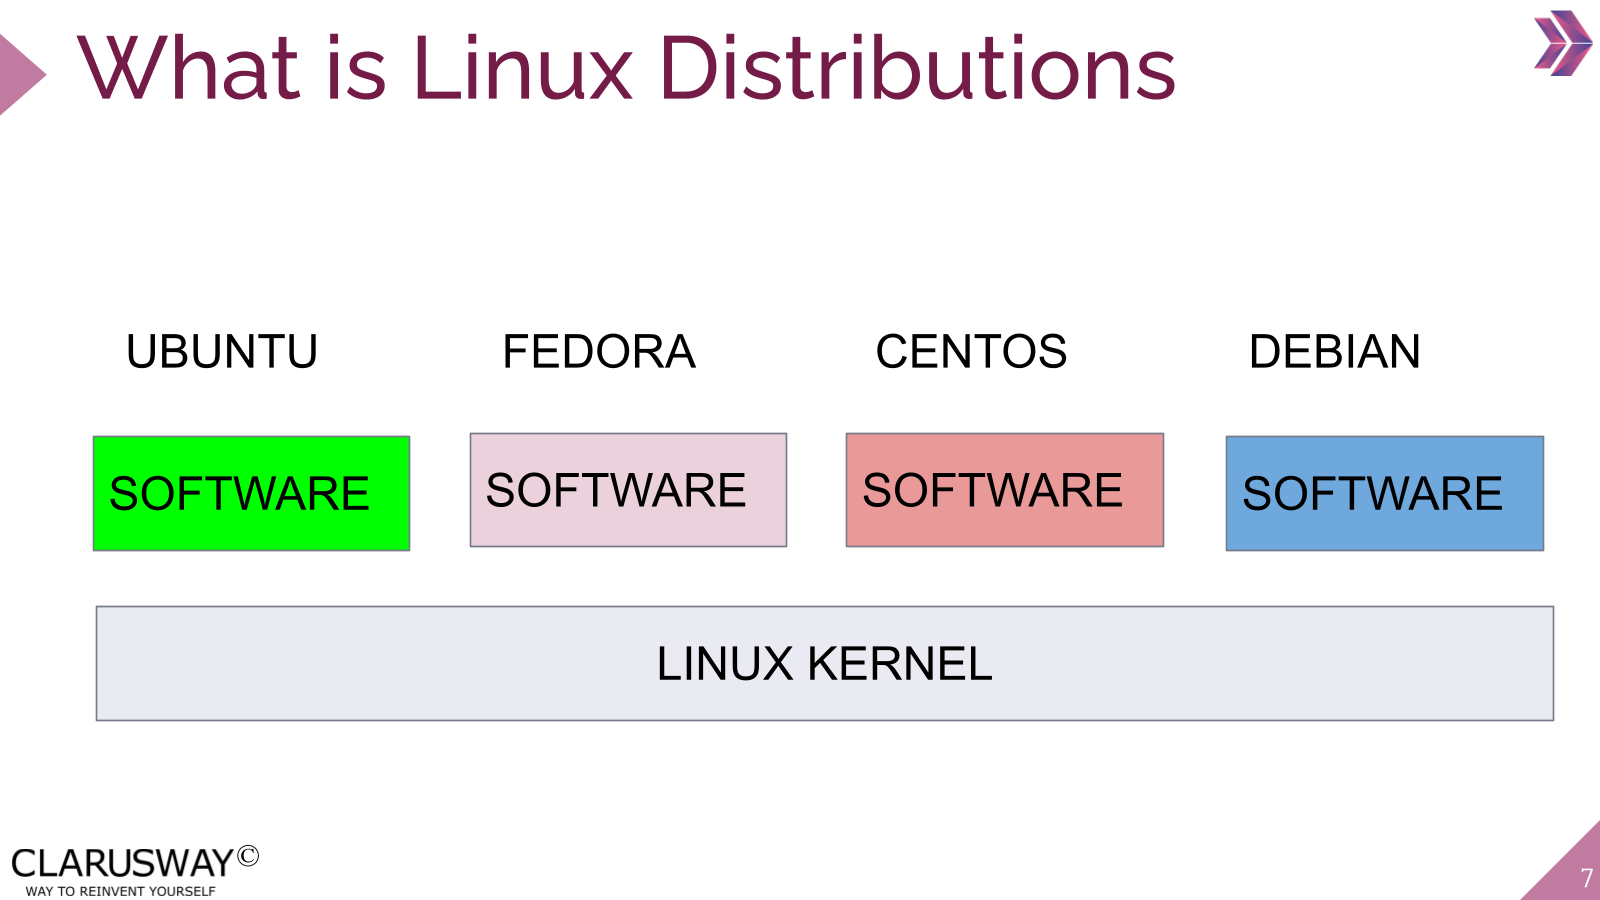 What is Linux Distributions
UBUNTU FEDORA CENTOS DEBIAN
SOFTWARE SOFTWARE SOFTWARE SOFTWARE
LINUX KERNEL
CLARUSWAY©
WAY TO REINVENT YOURSELF
7